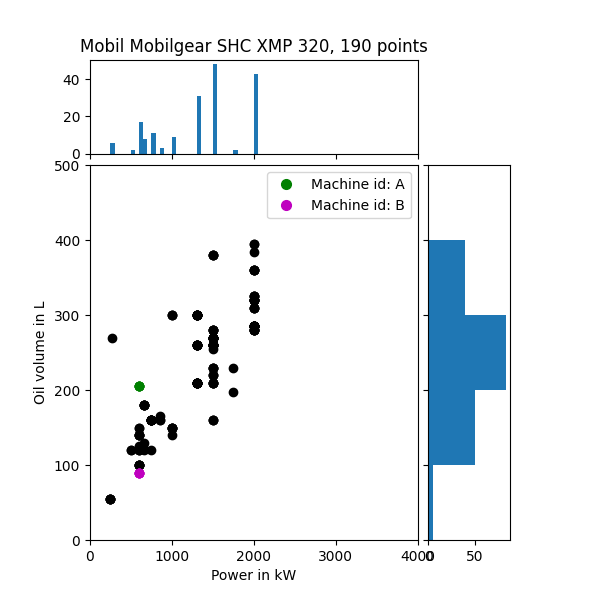 Mobil Mobilgear SHC XMP 320, 190 points
40
20
0
500
400
300
200
100
0
Oil volume in L
Machine id: A
Machine id: B
0 1000 2000 3000 4000
0 50
Power in kW